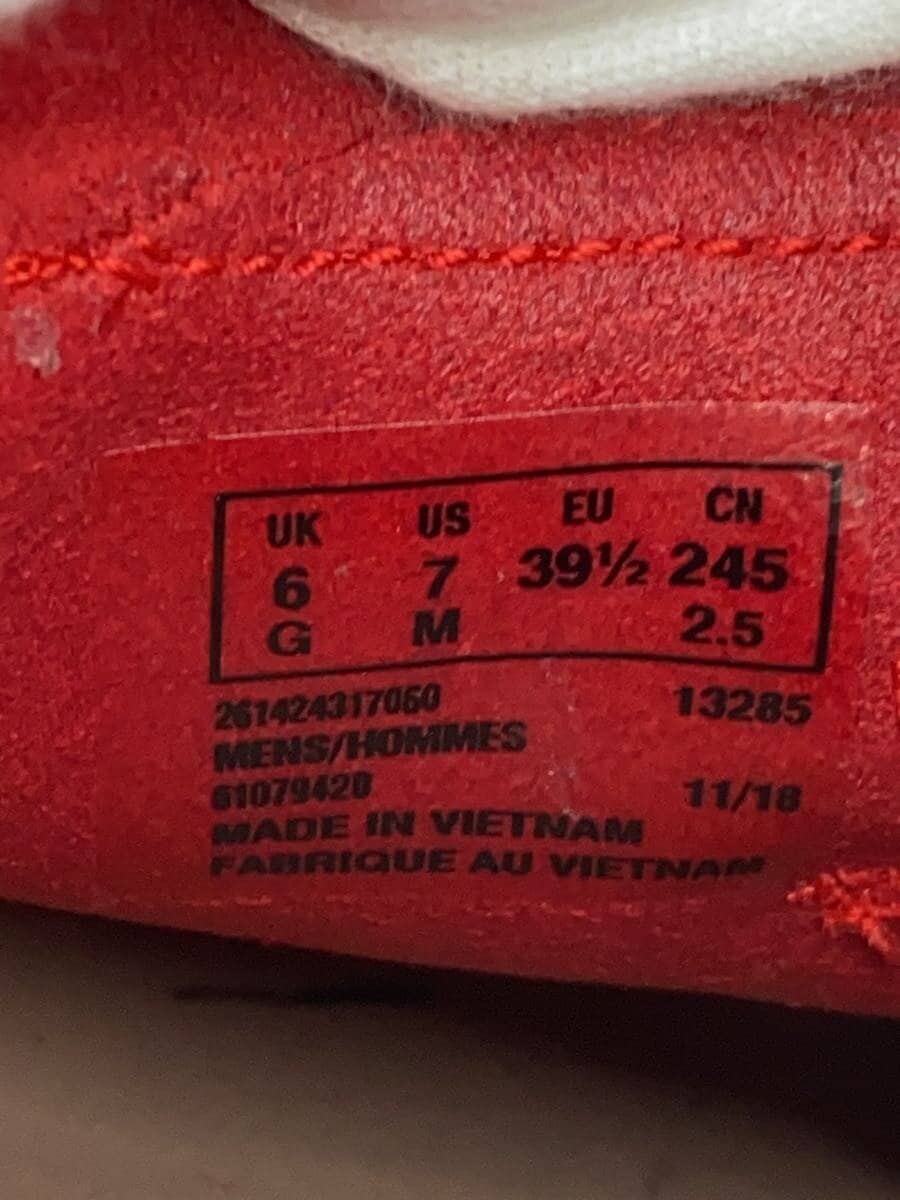 UK US EU CN
6 7 39½ 245
G M 2.5
261424317060 13285
MENS/HOMMES
61079420 11/18
MADE IN VIETNAM
FABRIQUE AU VIETNAM